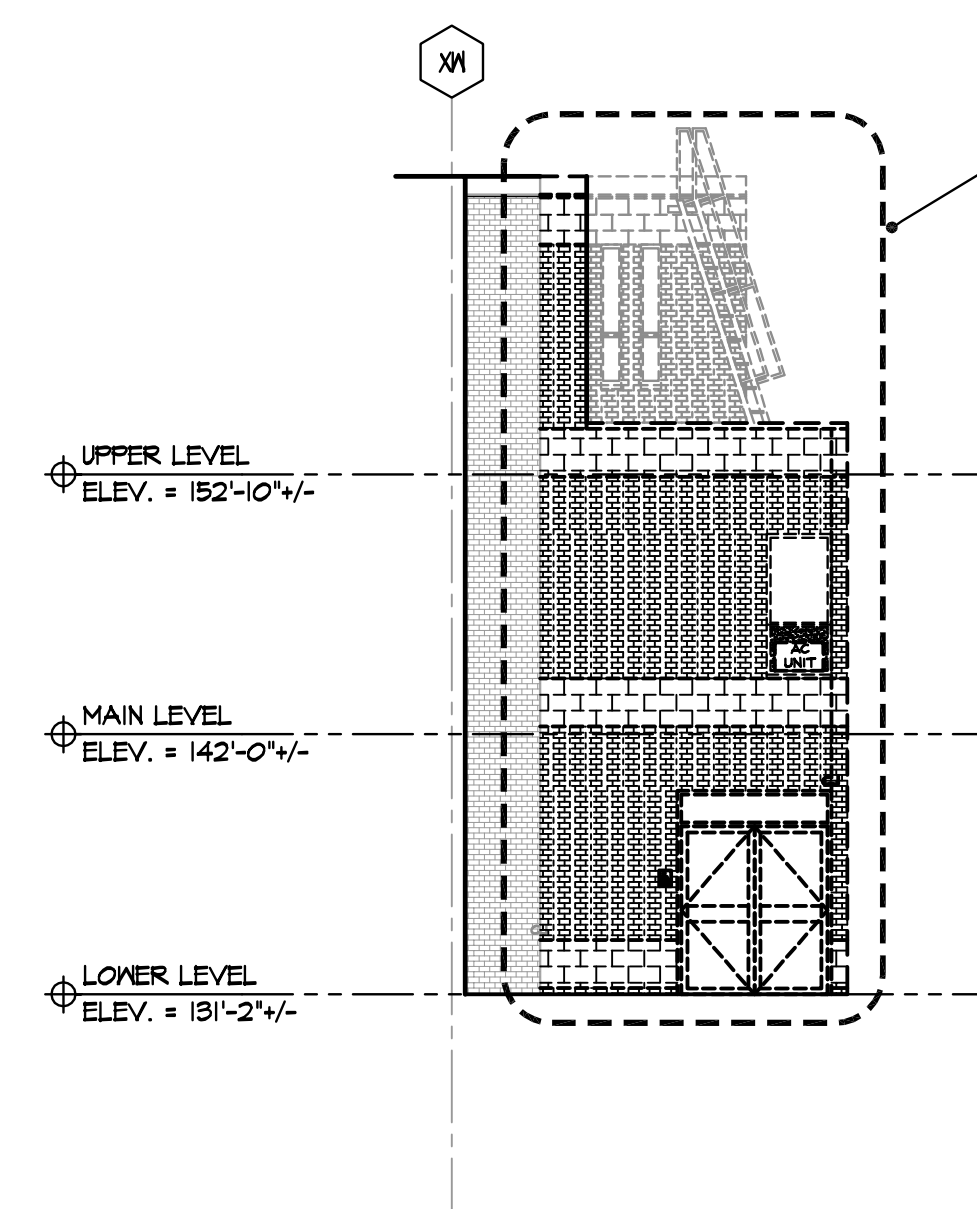 XW
UPPER LEVEL
ELEV. = 152'-10"+/-
AC
UNIT
MAIN LEVEL
ELEV. = 142'-0"+/-
LOWER LEVEL
ELEV. = 131'-2"+/-